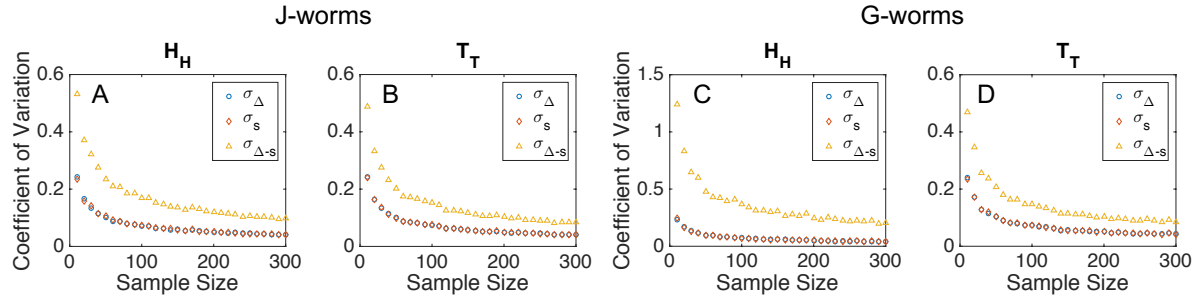 J-worms
G-worms
H_H
T_T
H_H
T_T
Coefficient of Variation
0.6
0.4
0.2
0
A
σ_Δ
σ_s
σ_Δ-s
0 100 200 300
Sample Size
0.6
0.4
0.2
0
B
σ_Δ
σ_s
σ_Δ-s
0 100 200 300
Sample Size
Coefficient of Variation
1.5
1
0.5
0
C
σ_Δ
σ_s
σ_Δ-s
0 100 200 300
Sample Size
0.6
0.4
0.2
0
D
σ_Δ
σ_s
σ_Δ-s
0 100 200 300
Sample Size